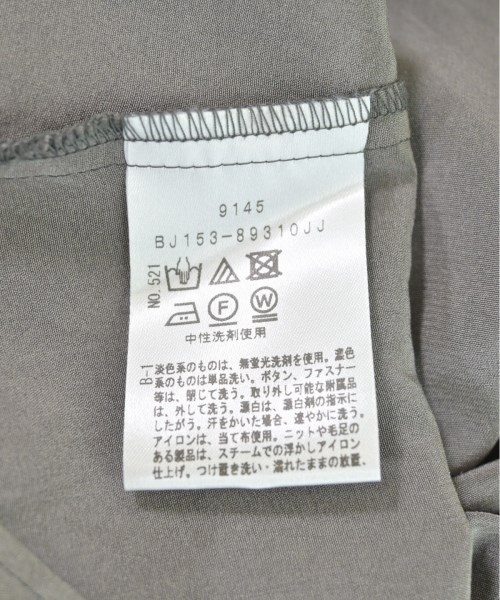 9145
BJ153-89310JJ
NO.521
F
W
中性洗剤使用
B-1
淡色系のものは、無蛍光洗剤を使用。濃色
系のものは単品洗い。ボタン、ファスナー
等は、閉じて洗う。取り外し可能な附属品
は、外して洗う。漂白は、漂白剤の指示に
したがう。汗をかいた場合、速やかに洗う。
アイロンは、当て布使用。ニットや毛足の
ある製品は、スチームでの浮かしアイロン
仕上げ。つけ置き洗い・濡れたままの放置、